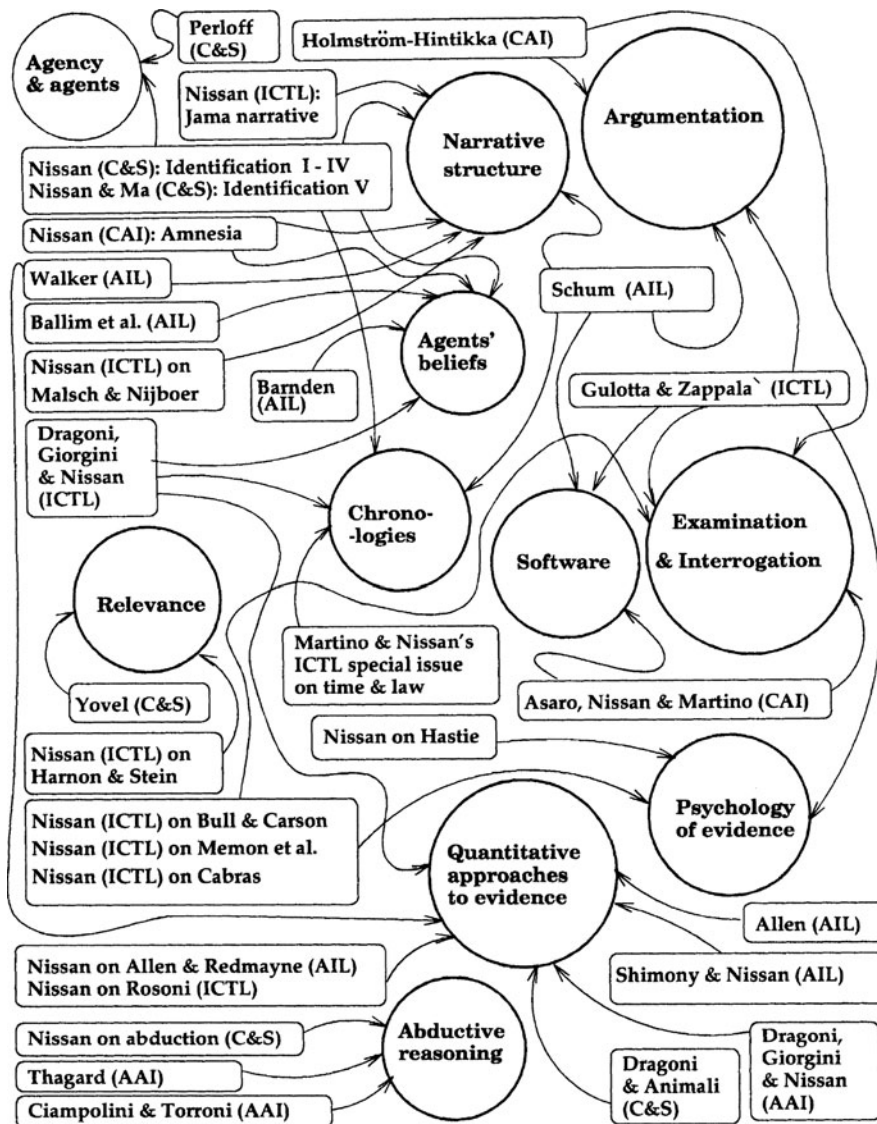 Perloff
(C&S)
Holmström-Hintikka (CAI)
Agency
& agents
Nissan (ICTL):
Jama narrative
Narrative
structure
Argumentation
Nissan (C&S): Identification I - IV
Nissan & Ma (C&S): Identification V
Nissan (CAI): Amnesia
Walker (AIL)
Schum (AIL)
Ballim et al. (AIL)
Agents'
beliefs
Nissan (ICTL) on
Malsch & Nijboer
Barnden
(AIL)
Gulotta & Zappala` (ICTL)
Dragoni,
Giorgini
& Nissan
(ICTL)
Chrono-
-logies
Software
Examination
& Interrogation
Relevance
Martino & Nissan's
ICTL special issue
on time & law
Yovel (C&S)
Asaro, Nissan & Martino (CAI)
Nissan on Hastie
Nissan (ICTL) on
Harnon & Stein
Psychology
of evidence
Nissan (ICTL) on Bull & Carson
Nissan (ICTL) on Memon et al.
Nissan (ICTL) on Cabras
Quantitative
approaches
to evidence
Allen (AIL)
Nissan on Allen & Redmayne (AIL)
Nissan on Rosoni (ICTL)
Shimony & Nissan (AIL)
Nissan on abduction (C&S)
Thagard (AAI)
Ciampolini & Torroni (AAI)
Abductive
reasoning
Dragoni
& Animali
(C&S)
Dragoni,
Giorgini
& Nissan
(AAI)